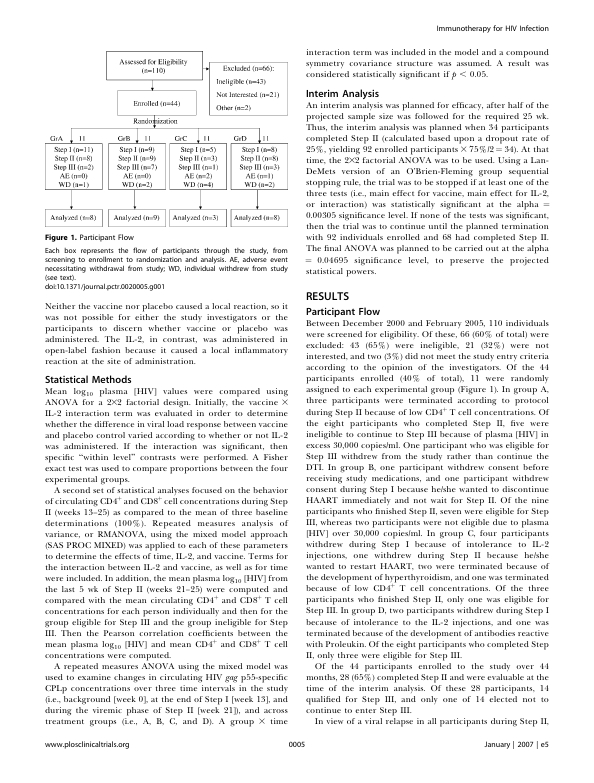 Immunotherapy for HIV Infection
Assessed for Eligibility
(n=110)
Excluded (n=66):
Ineligible (n=43)
Not Interested (n=21)
Other (n=2)
Enrolled (n=44)
Randomization
GrA 11
GrB 11
GrC 11
GrD 11
Step I (n=11)
Step II (n=8)
Step III (n=2)
AE (n=0)
WD (n=1)
Step I (n=9)
Step II (n=9)
Step III (n=7)
AE (n=0)
WD (n=2)
Step I (n=5)
Step II (n=3)
Step III (n=1)
AE (n=2)
WD (n=4)
Step I (n=8)
Step II (n=8)
Step III (n=3)
AE (n=1)
WD (n=2)
Analyzed (n=8)
Analyzed (n=9)
Analyzed (n=3)
Analyzed (n=8)
Figure 1. Participant Flow
Each box represents the flow of participants through the study, from
screening to enrollment to randomization and analysis. AE, adverse event
necessitating withdrawal from study; WD, individual withdrew from study
(see text).
doi:10.1371/journal.pctr.0020005.g001
Neither the vaccine nor placebo caused a local reaction, so it
was not possible for either the study investigators or the
participants to discern whether vaccine or placebo was
administered. The IL-2, in contrast, was administered in
open-label fashion because it caused a local inflammatory
reaction at the site of administration.
Statistical Methods
Mean log10 plasma [HIV] values were compared using
ANOVA for a 2×2 factorial design. Initially, the vaccine ×
IL-2 interaction term was evaluated in order to determine
whether the difference in viral load response between vaccine
and placebo control varied according to whether or not IL-2
was administered. If the interaction was significant, then
specific "within level" contrasts were performed. A Fisher
exact test was used to compare proportions between the four
experimental groups.
A second set of statistical analyses focused on the behavior
of circulating CD4+ and CD8+ cell concentrations during Step
II (weeks 13–25) as compared to the mean of three baseline
determinations (100%). Repeated measures analysis of
variance, or RMANOVA, using the mixed model approach
(SAS PROC MIXED) was applied to each of these parameters
to determine the effects of time, IL-2, and vaccine. Terms for
the interaction between IL-2 and vaccine, as well as for time
were included. In addition, the mean plasma log10 [HIV] from
the last 5 wk of Step II (weeks 21–25) were computed and
compared with the mean circulating CD4+ and CD8+ T cell
concentrations for each person individually and then for the
group eligible for Step III and the group ineligible for Step
III. Then the Pearson correlation coefficients between the
mean plasma log10 [HIV] and mean CD4+ and CD8+ T cell
concentrations were computed.
A repeated measures ANOVA using the mixed model was
used to examine changes in circulating HIV gag p55-specific
CPLp concentrations over three time intervals in the study
(i.e., background [week 0], at the end of Step I [week 13], and
during the viremic phase of Step II [week 21]), and across
treatment groups (i.e., A, B, C, and D). A group × time
interaction term was included in the model and a compound
symmetry covariance structure was assumed. A result was
considered statistically significant if p < 0.05.
Interim Analysis
An interim analysis was planned for efficacy, after half of the
projected sample size was followed for the required 25 wk.
Thus, the interim analysis was planned when 34 participants
completed Step II (calculated based upon a dropout rate of
25%, yielding 92 enrolled participants × 75%/2 = 34). At that
time, the 2×2 factorial ANOVA was to be used. Using a Lan-
DeMets version of an O'Brien-Fleming group sequential
stopping rule, the trial was to be stopped if at least one of the
three tests (i.e., main effect for vaccine, main effect for IL-2,
or interaction) was statistically significant at the alpha =
0.00305 significance level. If none of the tests was significant,
then the trial was to continue until the planned termination
with 92 individuals enrolled and 68 had completed Step II.
The final ANOVA was planned to be carried out at the alpha
= 0.04695 significance level, to preserve the projected
statistical powers.
RESULTS
Participant Flow
Between December 2000 and February 2005, 110 individuals
were screened for eligibility. Of these, 66 (60% of total) were
excluded: 43 (65%) were ineligible, 21 (32%) were not
interested, and two (3%) did not meet the study entry criteria
according to the opinion of the investigators. Of the 44
participants enrolled (40% of total), 11 were randomly
assigned to each experimental group (Figure 1). In group A,
three participants were terminated according to protocol
during Step II because of low CD4+ T cell concentrations. Of
the eight participants who completed Step II, five were
ineligible to continue to Step III because of plasma [HIV] in
excess 30,000 copies/ml. One participant who was eligible for
Step III withdrew from the study rather than continue the
DTI. In group B, one participant withdrew consent before
receiving study medications, and one participant withdrew
consent during Step I because he/she wanted to discontinue
HAART immediately and not wait for Step II. Of the nine
participants who finished Step II, seven were eligible for Step
III, whereas two participants were not eligible due to plasma
[HIV] over 30,000 copies/ml. In group C, four participants
withdrew during Step I because of intolerance to IL-2
injections, one withdrew during Step II because he/she
wanted to restart HAART, two were terminated because of
the development of hyperthyroidism, and one was terminated
because of low CD4+ T cell concentrations. Of the three
participants who finished Step II, only one was eligible for
Step III. In group D, two participants withdrew during Step I
because of intolerance to the IL-2 injections, and one was
terminated because of the development of antibodies reactive
with Proleukin. Of the eight participants who completed Step
II, only three were eligible for Step III.
Of the 44 participants enrolled to the study over 44
months, 28 (65%) completed Step II and were evaluable at the
time of the interim analysis. Of these 28 participants, 14
qualified for Step III, and only one of 14 elected not to
continue to enter Step III.
In view of a viral relapse in all participants during Step II,
www.plosclinicaltrials.org
0005
January | 2007 | e5